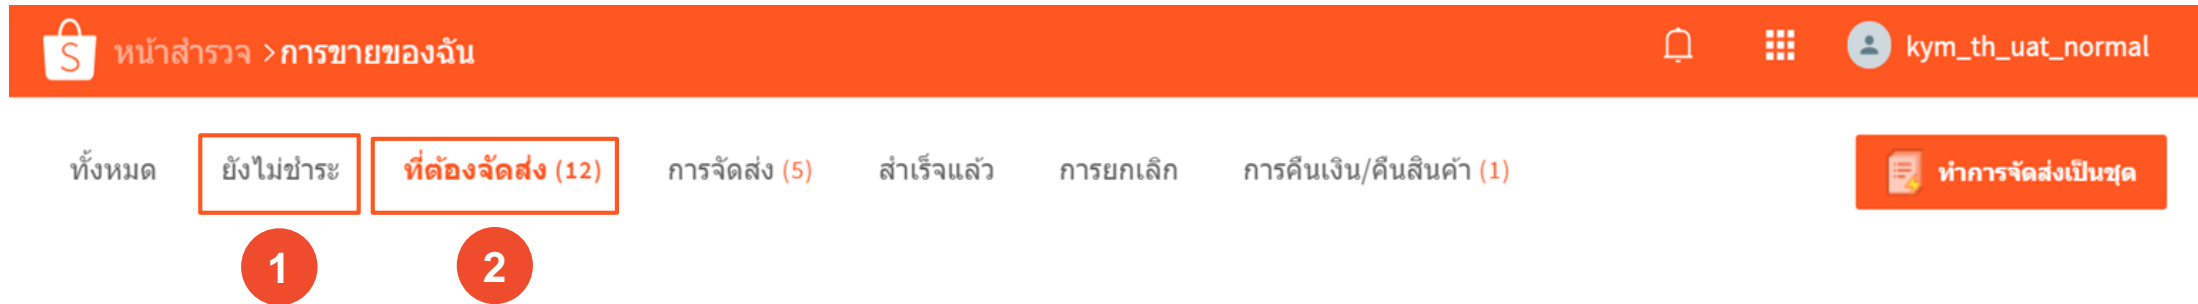 S หน้าสำรวจ >การขายของฉัน kym_th_uat_normal
ทั้งหมด ยังไม่ชำระ ที่ต้องจัดส่ง (12) การจัดส่ง (5) สำเร็จแล้ว การยกเลิก การคืนเงิน/คืนสินค้า (1) ทำการจัดส่งเป็นชุด
1 2